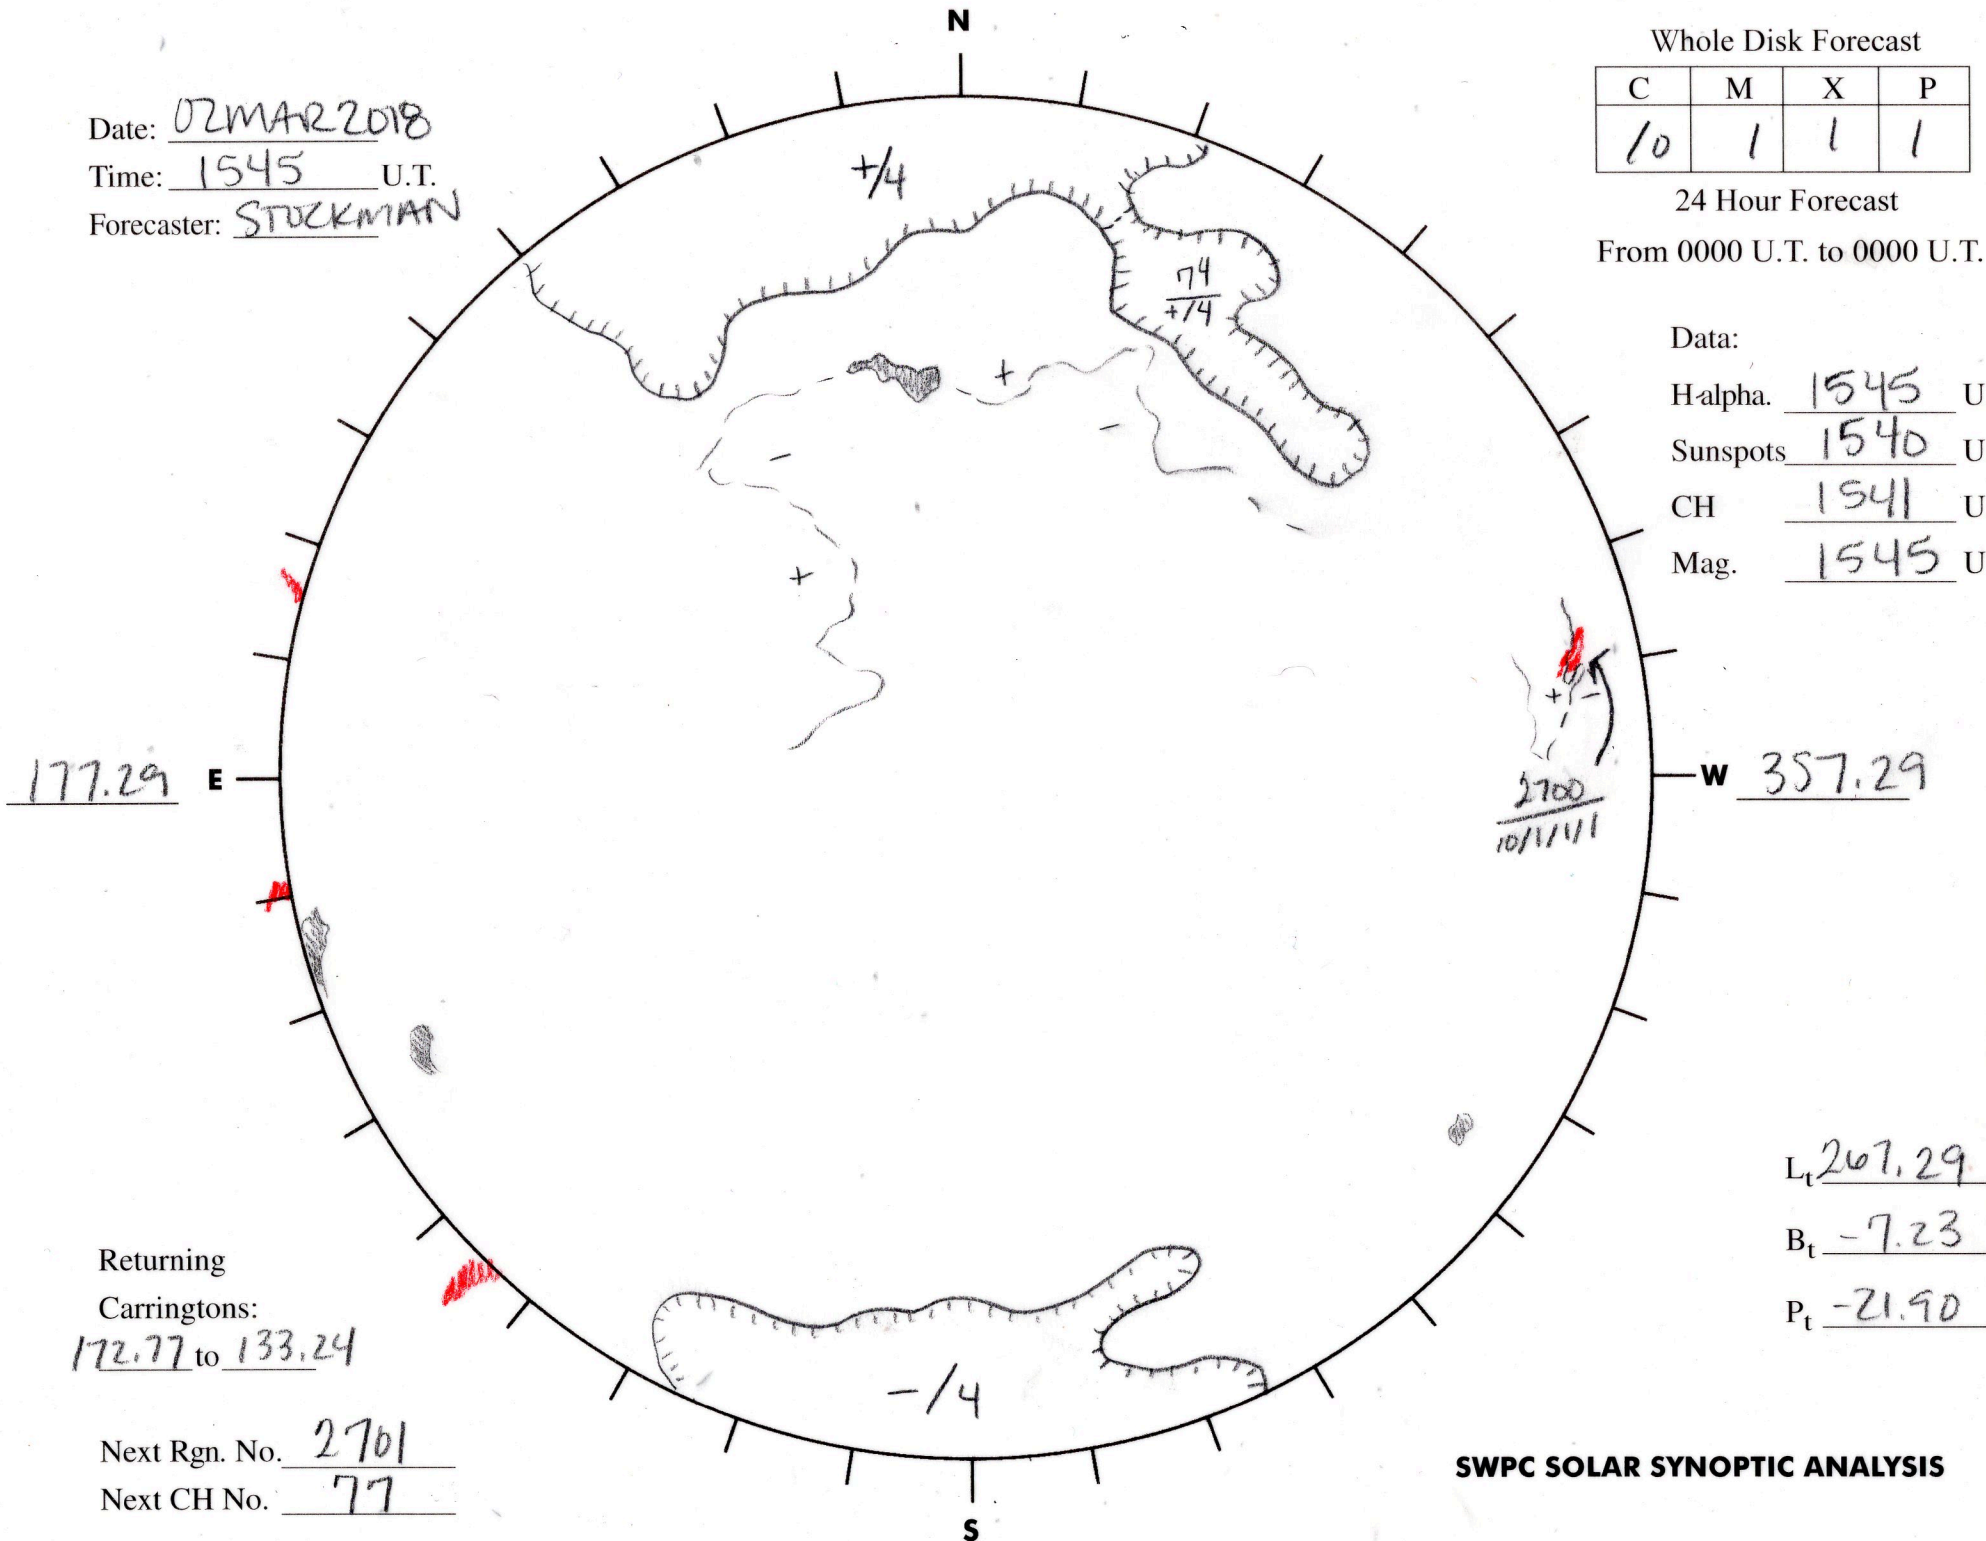 N
Date: 02MAR2018
Time: 1545 U.T.
Forecaster: STOCKMAN
Whole Disk Forecast
C M X P
10 1 1 1
24 Hour Forecast
From 0000 U.T. to 0000 U.T.
Data:
H-alpha. 1545 U
Sunspots 1540 U
CH 1541 U
Mag. 1545 U
+/4
74
+/4
+
-
-
+
+ -
177.29 E
W 357.29
2700
10/1/1/1
Lt 267.29
Bt -7.23
Pt -21.90
Returning
Carringtons:
172.77 to 133.24
-/4
Next Rgn. No. 2701
Next CH No. 77
SWPC SOLAR SYNOPTIC ANALYSIS
S